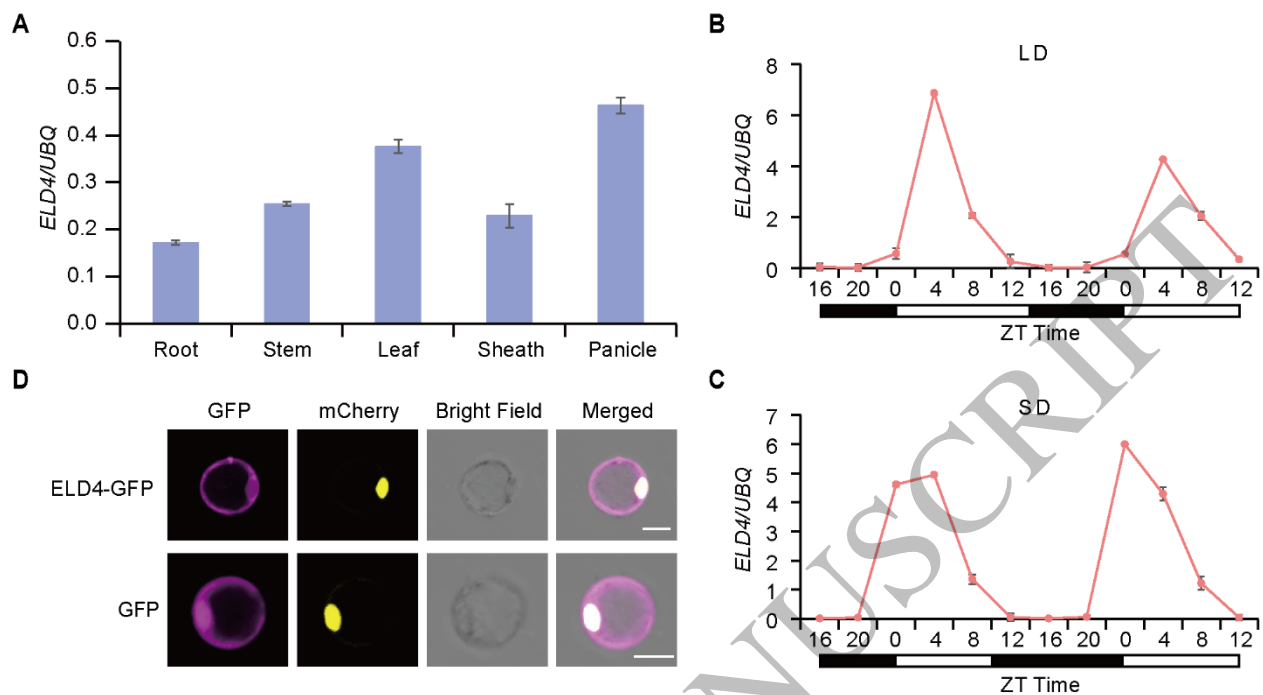 A
0.6
0.5
0.4
0.3
0.2
0.1
0.0
ELD4/UBQ
Root Stem Leaf Sheath Panicle
B
LD
8
6
4
2
0
ELD4/UBQ
16 20 0 4 8 12 16 20 0 4 8 12
ZT Time
C
SD
7
6
5
4
3
2
1
0
ELD4/UBQ
16 20 0 4 8 12 16 20 0 4 8 12
ZT Time
D
GFP mCherry Bright Field Merged
ELD4-GFP
GFP
NUSCRIPT